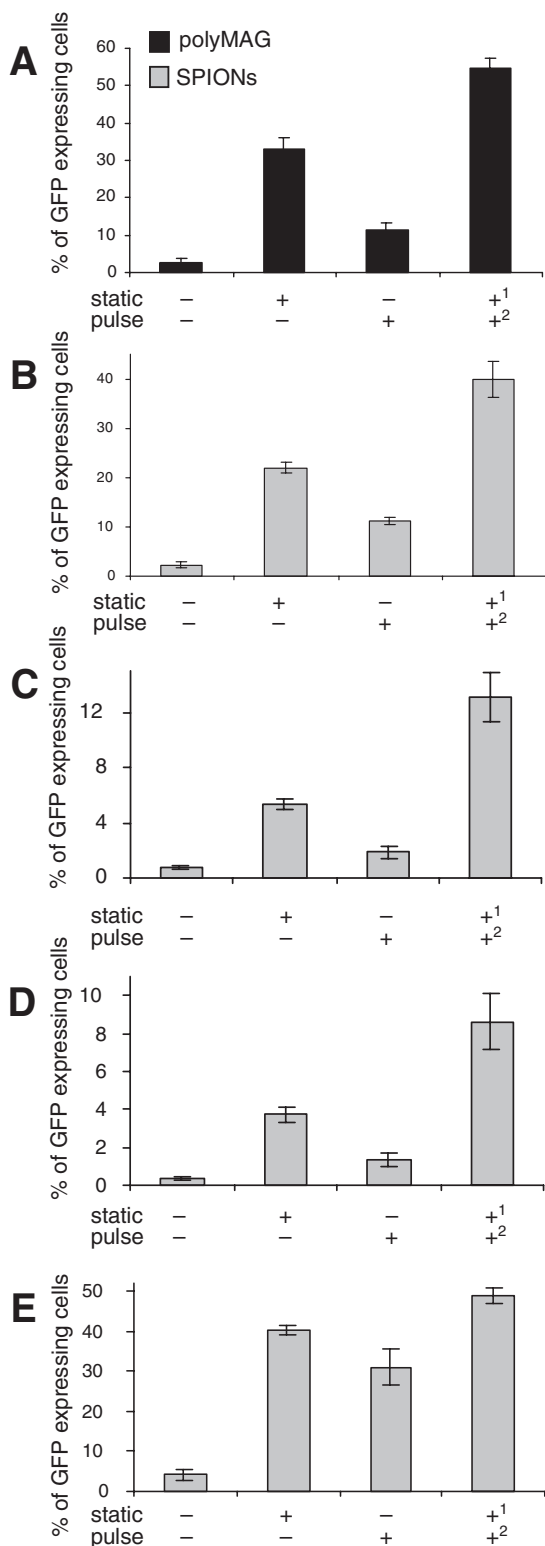 A
polyMAG
SPIONs
% of GFP expressing cells
60
50
40
30
20
10
0
static − + − +¹
pulse − − + +²
B
% of GFP expressing cells
40
30
20
10
0
static − + − +¹
pulse − − + +²
C
% of GFP expressing cells
12
8
4
0
static − + − +¹
pulse − − + +²
D
% of GFP expressing cells
10
8
6
4
2
0
static − + − +¹
pulse − − + +²
E
% of GFP expressing cells
50
40
30
20
10
0
static − + − +¹
pulse − − + +²